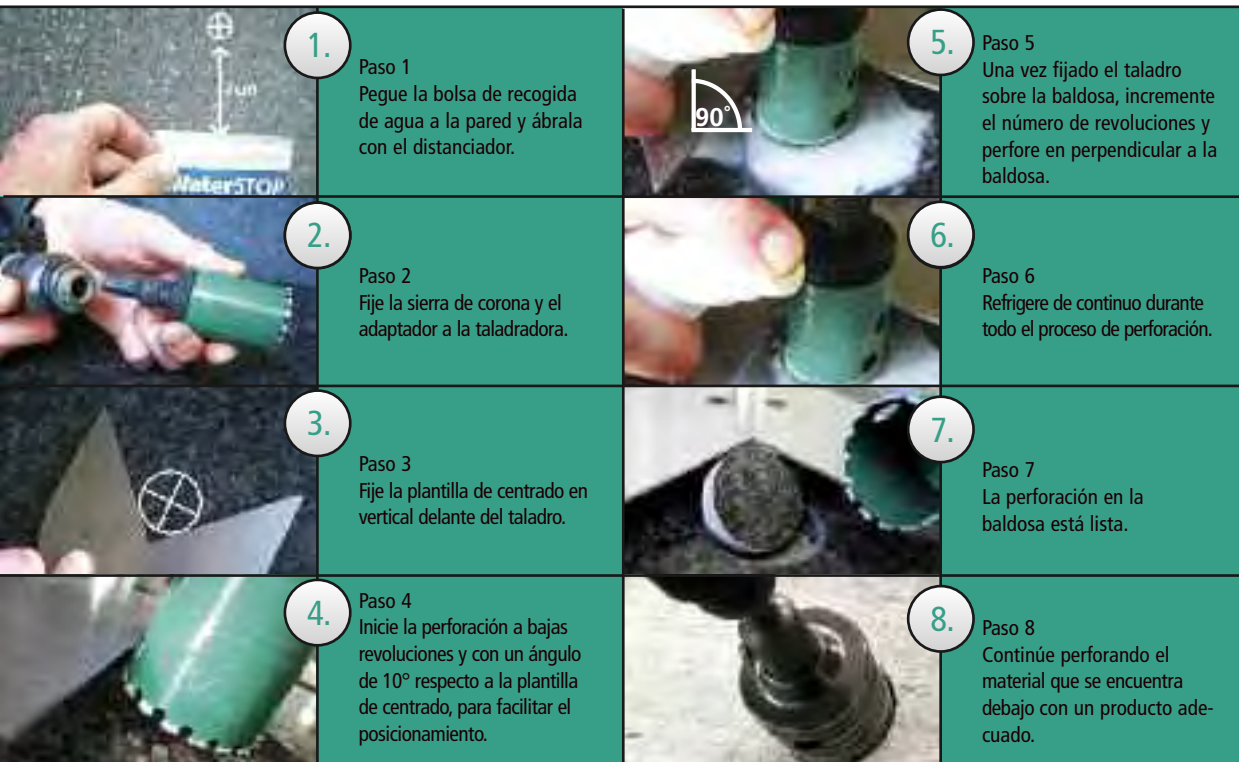 1.
Paso 1
Pegue la bolsa de recogida
de agua a la pared y ábrala
con el distanciador.
WaterSTOP
2.
Paso 2
Fije la sierra de corona y el
adaptador a la taladradora.
3.
Paso 3
Fije la plantilla de centrado en
vertical delante del taladro.
4.
Paso 4
Inicie la perforación a bajas
revoluciones y con un ángulo
de 10° respecto a la plantilla
de centrado, para facilitar el
posicionamiento.
5.
Paso 5
Una vez fijado el taladro
sobre la baldosa, incremente
el número de revoluciones y
perfore en perpendicular a la
baldosa.
90°
6.
Paso 6
Refrigere de continuo durante
todo el proceso de perforación.
7.
Paso 7
La perforación en la
baldosa está lista.
8.
Paso 8
Continúe perforando el
material que se encuentra
debajo con un producto ade-
cuado.